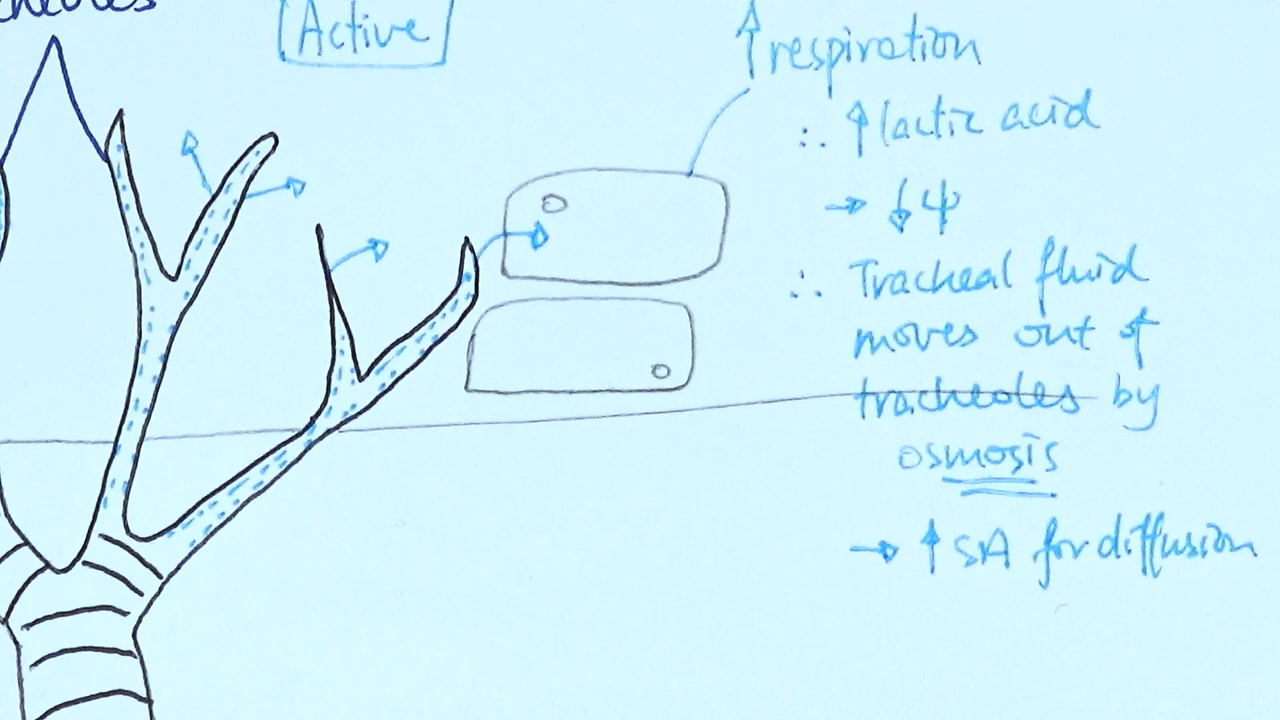 Active
↑ respiration
∴ ↑ lactic acid
→ ↓ Ψ
∴ Tracheal fluid
moves out of
tracheoles by
osmosis
→ ↑ SA for diffusion